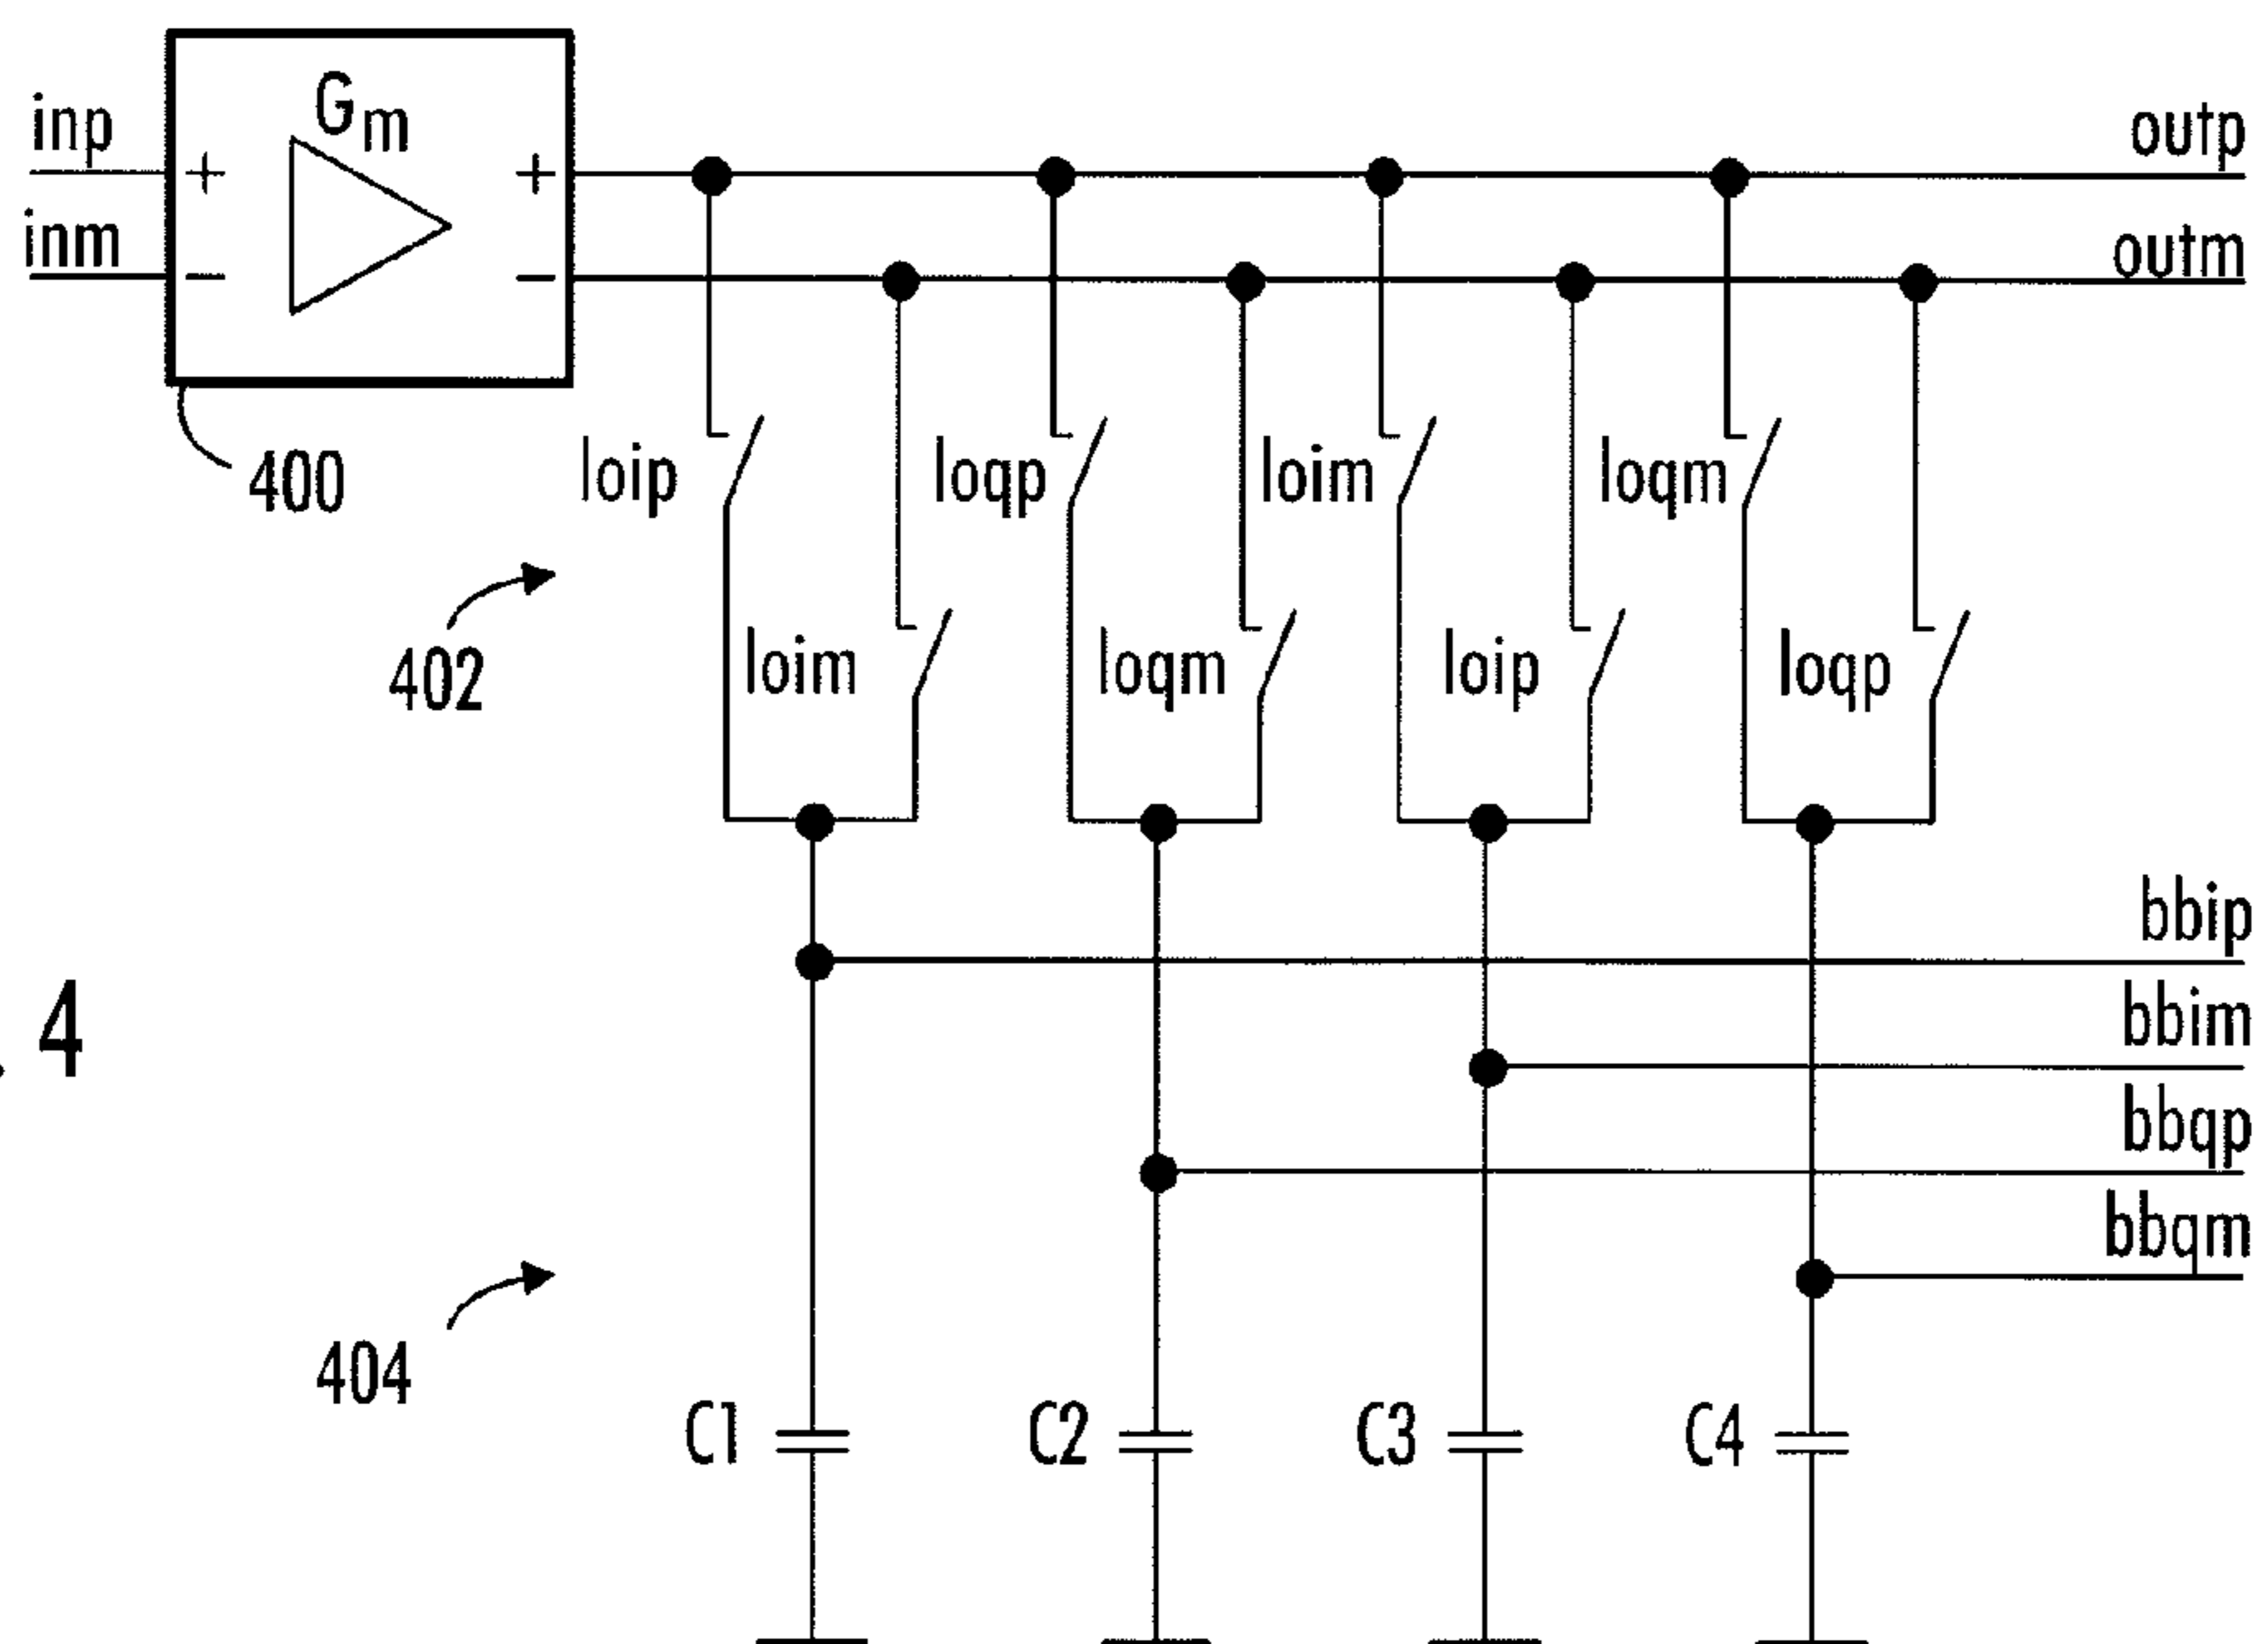 Gm
inp
+
+
outp
inm
−
−
outm
400
loip
loqp
loim
loqm
402
loim
loqm
loip
loqp
bbip
. 4
bbim
bbqp
bbqm
404
C1
C2
C3
C4